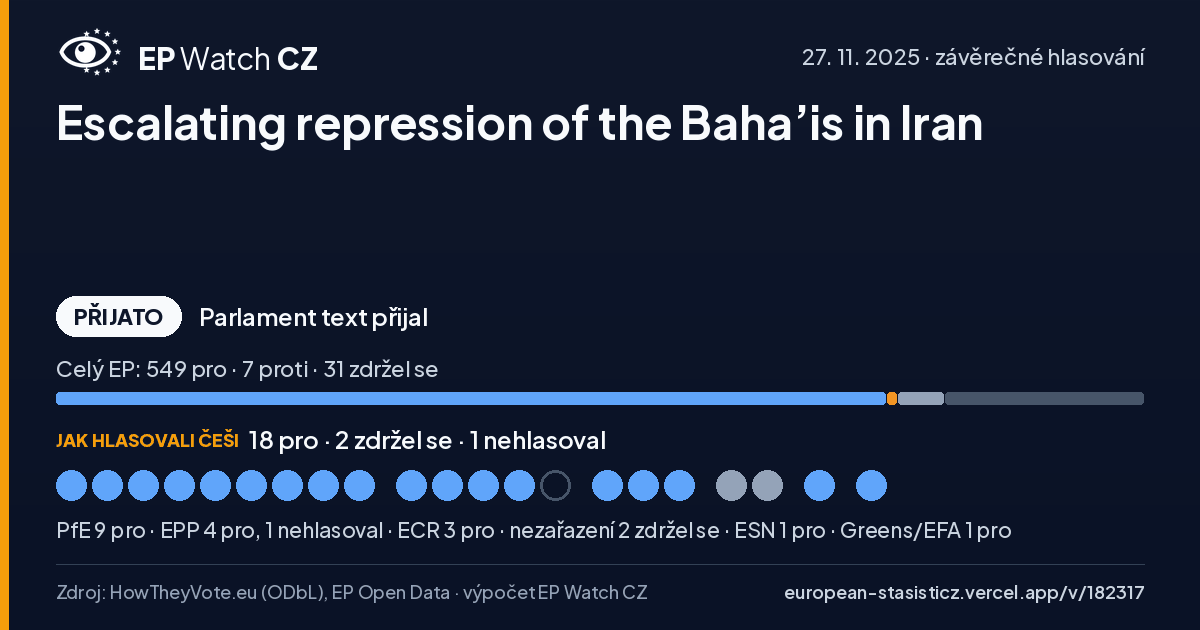 EP Watch CZ
27. 11. 2025 · závěrečné hlasování
Escalating repression of the Baha’is in Iran
PŘIJATO Parlament text přijal
Celý EP: 549 pro · 7 proti · 31 zdržel se
JAK HLASOVALI ČEŠI 18 pro · 2 zdržel se · 1 nehlasoval
PfE 9 pro · EPP 4 pro, 1 nehlasoval · ECR 3 pro · nezařazení 2 zdržel se · ESN 1 pro · Greens/EFA 1 pro
Zdroj: HowTheyVote.eu (ODbL), EP Open Data · výpočet EP Watch CZ
european-stasisticz.vercel.app/v/182317